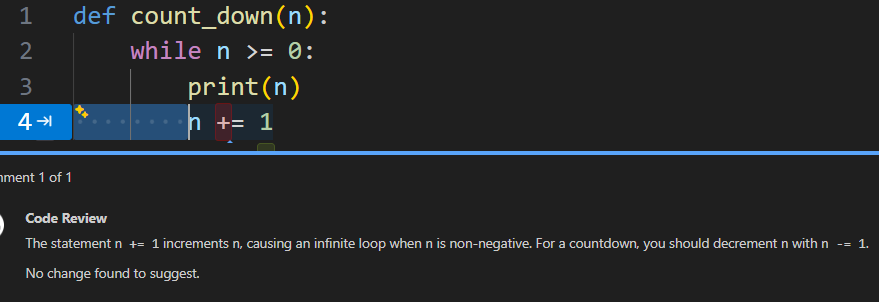 1 def count_down(n):
2 while n >= 0:
3 print(n)
4 n += 1
mment 1 of 1
Code Review
The statement n += 1 increments n, causing an infinite loop when n is non-negative. For a countdown, you should decrement n with n -= 1.
No change found to suggest.